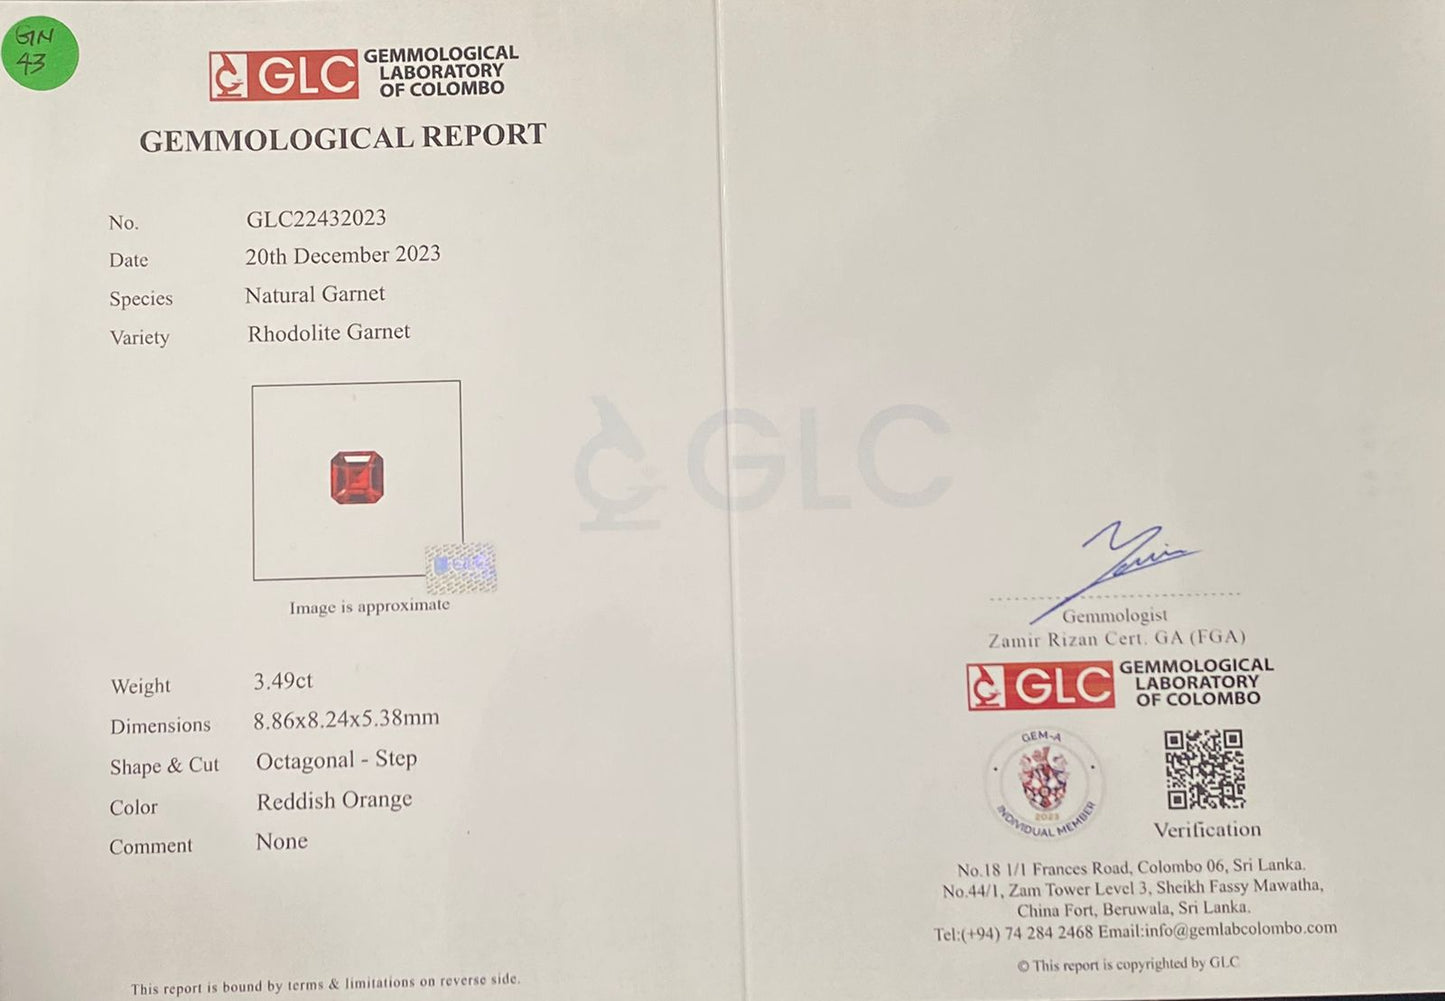 GN
43
GLC GEMMOLOGICAL
LABORATORY
OF COLOMBO
GEMMOLOGICAL REPORT
No. GLC22432023
Date 20th December 2023
Species Natural Garnet
Variety Rhodolite Garnet
Image is approximate
Weight 3.49ct
Dimensions 8.86x8.24x5.38mm
Shape & Cut Octagonal - Step
Color Reddish Orange
Comment None
This report is bound by terms & limitations on reverse side.
GLC
Gemmologist
Zamir Rizan Cert. GA (FGA)
GLC GEMMOLOGICAL
LABORATORY
OF COLOMBO
GEM-A
2023
INDIVIDUAL MEMBER
Verification
No.18 1/1 Frances Road, Colombo 06, Sri Lanka.
No.44/1, Zam Tower Level 3, Sheikh Fassy Mawatha,
China Fort, Beruwala, Sri Lanka.
Tel:(+94) 74 284 2468 Email:info@gemlabcolombo.com
© This report is copyrighted by GLC